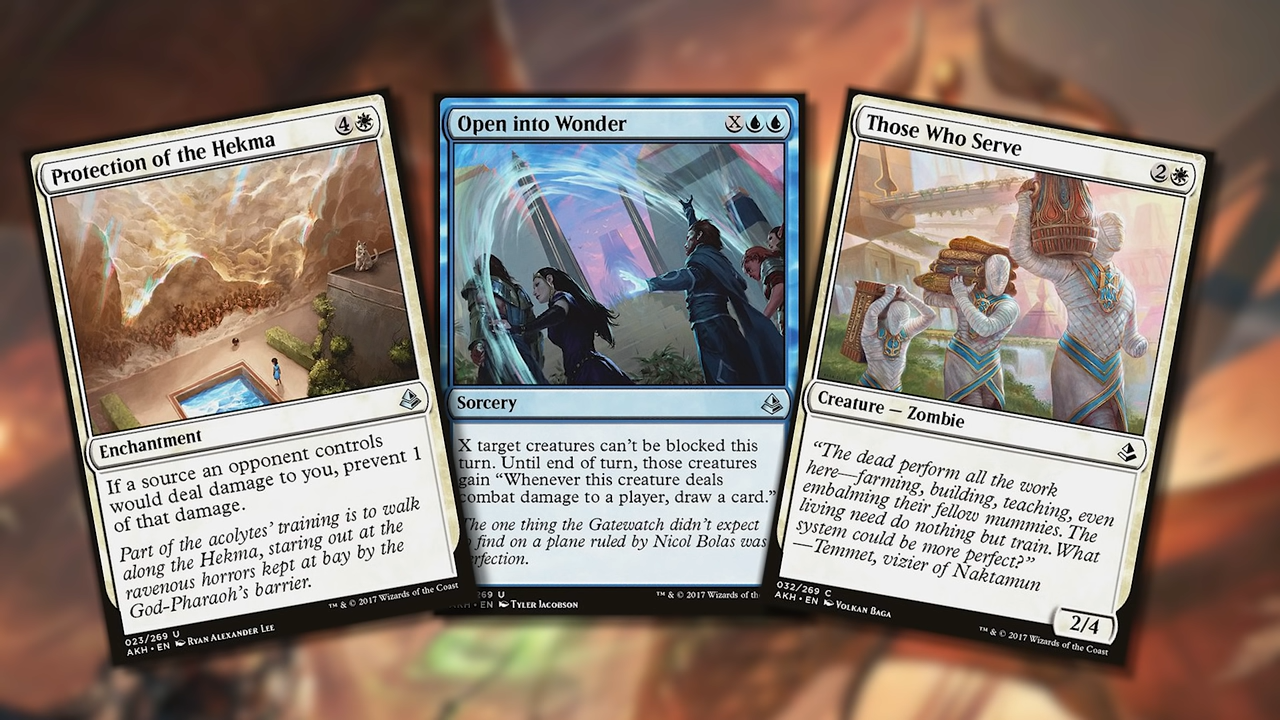 Protection of the Hekma
4
Enchantment
If a source an opponent controls
would deal damage to you, prevent 1
of that damage.
Part of the acolytes' training is to walk
along the Hekma, staring out at the
ravenous horrors kept at bay by the
God-Pharaoh's barrier.
023/269 U
AKH • EN Ryan Alexander Lee
™ & © 2017 Wizards of the Coast
Open into Wonder
X
Sorcery
X target creatures can't be blocked this
turn. Until end of turn, those creatures
gain "Whenever this creature deals
combat damage to a player, draw a card."
The one thing the Gatewatch didn't expect
find on a plane ruled by Nicol Bolas was
269 U
AKH • EN Tyler Jacobson
™ & © 2017 Wizards of th
Those Who Serve
2
Creature — Zombie
"The dead perform all the work
here—farming, building, teaching, even
embalming their fellow mummies. The
living need do nothing but train. What
system could be more perfect?"
—Temmet, vizier of Naktamun
2/4
032/269 C
AKH • EN Volkan Baga
™ & © 2017 Wizards of the Coast